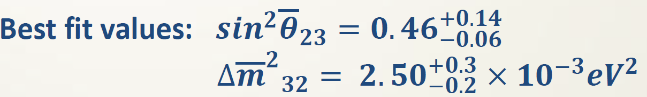 Best fit values: sin²θ̅₂₃ = 0.46⁺⁰·¹⁴₋₀.₀₆
Δm̅²₃₂ = 2.50⁺⁰·³₋₀.₂ × 10⁻³eV²